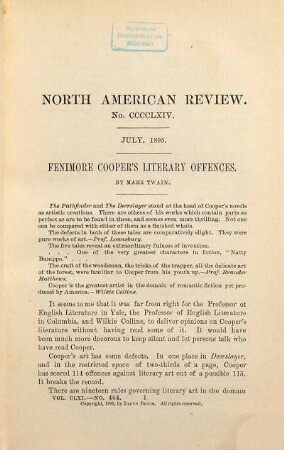 Bayerische
Staatsbibliothek
München
NORTH AMERICAN REVIEW.
No. CCCCLXIV.
JULY, 1895.
FENIMORE COOPER'S LITERARY OFFENCES.
BY MARK TWAIN.
The Pathfinder and The Deerslayer stand at the head of Cooper's novels
as artistic creations. There are others of his works which contain parts as
perfect as are to be found in these, and scenes even more thrilling. Not one
can be compared with either of them as a finished whole.
The defects in both of these tales are comparatively slight. They were
pure works of art.—Prof. Lounsbury.
The five tales reveal an extraordinary fulness of invention.
. . . One of the very greatest characters in fiction, "Natty
Bumppo." . . .
The craft of the woodsman, the tricks of the trapper, all the delicate art
of the forest, were familiar to Cooper from his youth up.—Prof. Brander
Matthews.
Cooper is the greatest artist in the domain of romantic fiction yet pro-
duced by America.—Wilkie Collins.
It seems to me that it was far from right for the Professor of
English Literature in Yale, the Professor of English Literature
in Columbia, and Wilkie Collins, to deliver opinions on Cooper's
literature without having read some of it. It would have
been much more decorous to keep silent and let persons talk who
have read Cooper.
Cooper's art has some defects. In one place in Deerslayer,
and in the restricted space of two-thirds of a page, Cooper
has scored 114 offences against literary art out of a possible 115.
It breaks the record.
There are nineteen rules governing literary art in the domain
VOL. CLXI.—NO. 464. 1
Copyright, 1895, by LLOYD BRYCE. All rights reserved.